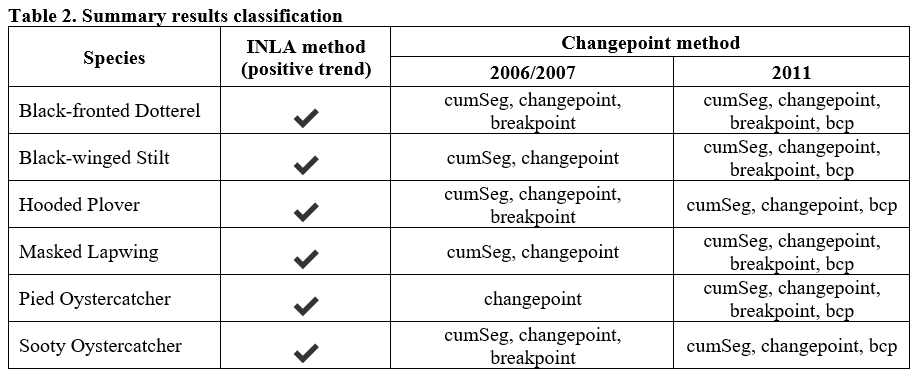 Table 2. Summary results classification
Species
INLA method
(positive trend)
Changepoint method
2006/2007
2011
Black-fronted Dotterel
✔
cumSeg, changepoint,
breakpoint
cumSeg, changepoint,
breakpoint, bcp
Black-winged Stilt
✔
cumSeg, changepoint
cumSeg, changepoint,
breakpoint, bcp
Hooded Plover
✔
cumSeg, changepoint,
breakpoint
cumSeg, changepoint, bcp
Masked Lapwing
✔
cumSeg, changepoint
cumSeg, changepoint,
breakpoint, bcp
Pied Oystercatcher
✔
changepoint
cumSeg, changepoint,
breakpoint, bcp
Sooty Oystercatcher
✔
cumSeg, changepoint,
breakpoint
cumSeg, changepoint, bcp